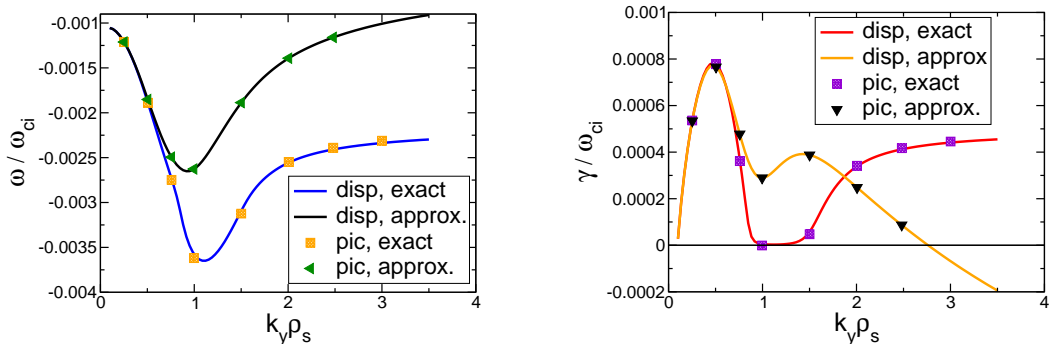 -0.001
-0.0015
-0.002
-0.0025
-0.003
-0.0035
-0.004
ω / ω_ci
disp, exact
disp, approx.
pic, exact
pic, approx.
0 1 2 3 4
k_yρ_s
0.001
0.0008
0.0006
0.0004
0.0002
0
-0.0002
γ / ω_ci
disp, exact
disp, approx
pic, exact
pic, approx.
0 1 2 3 4
k_yρ_s